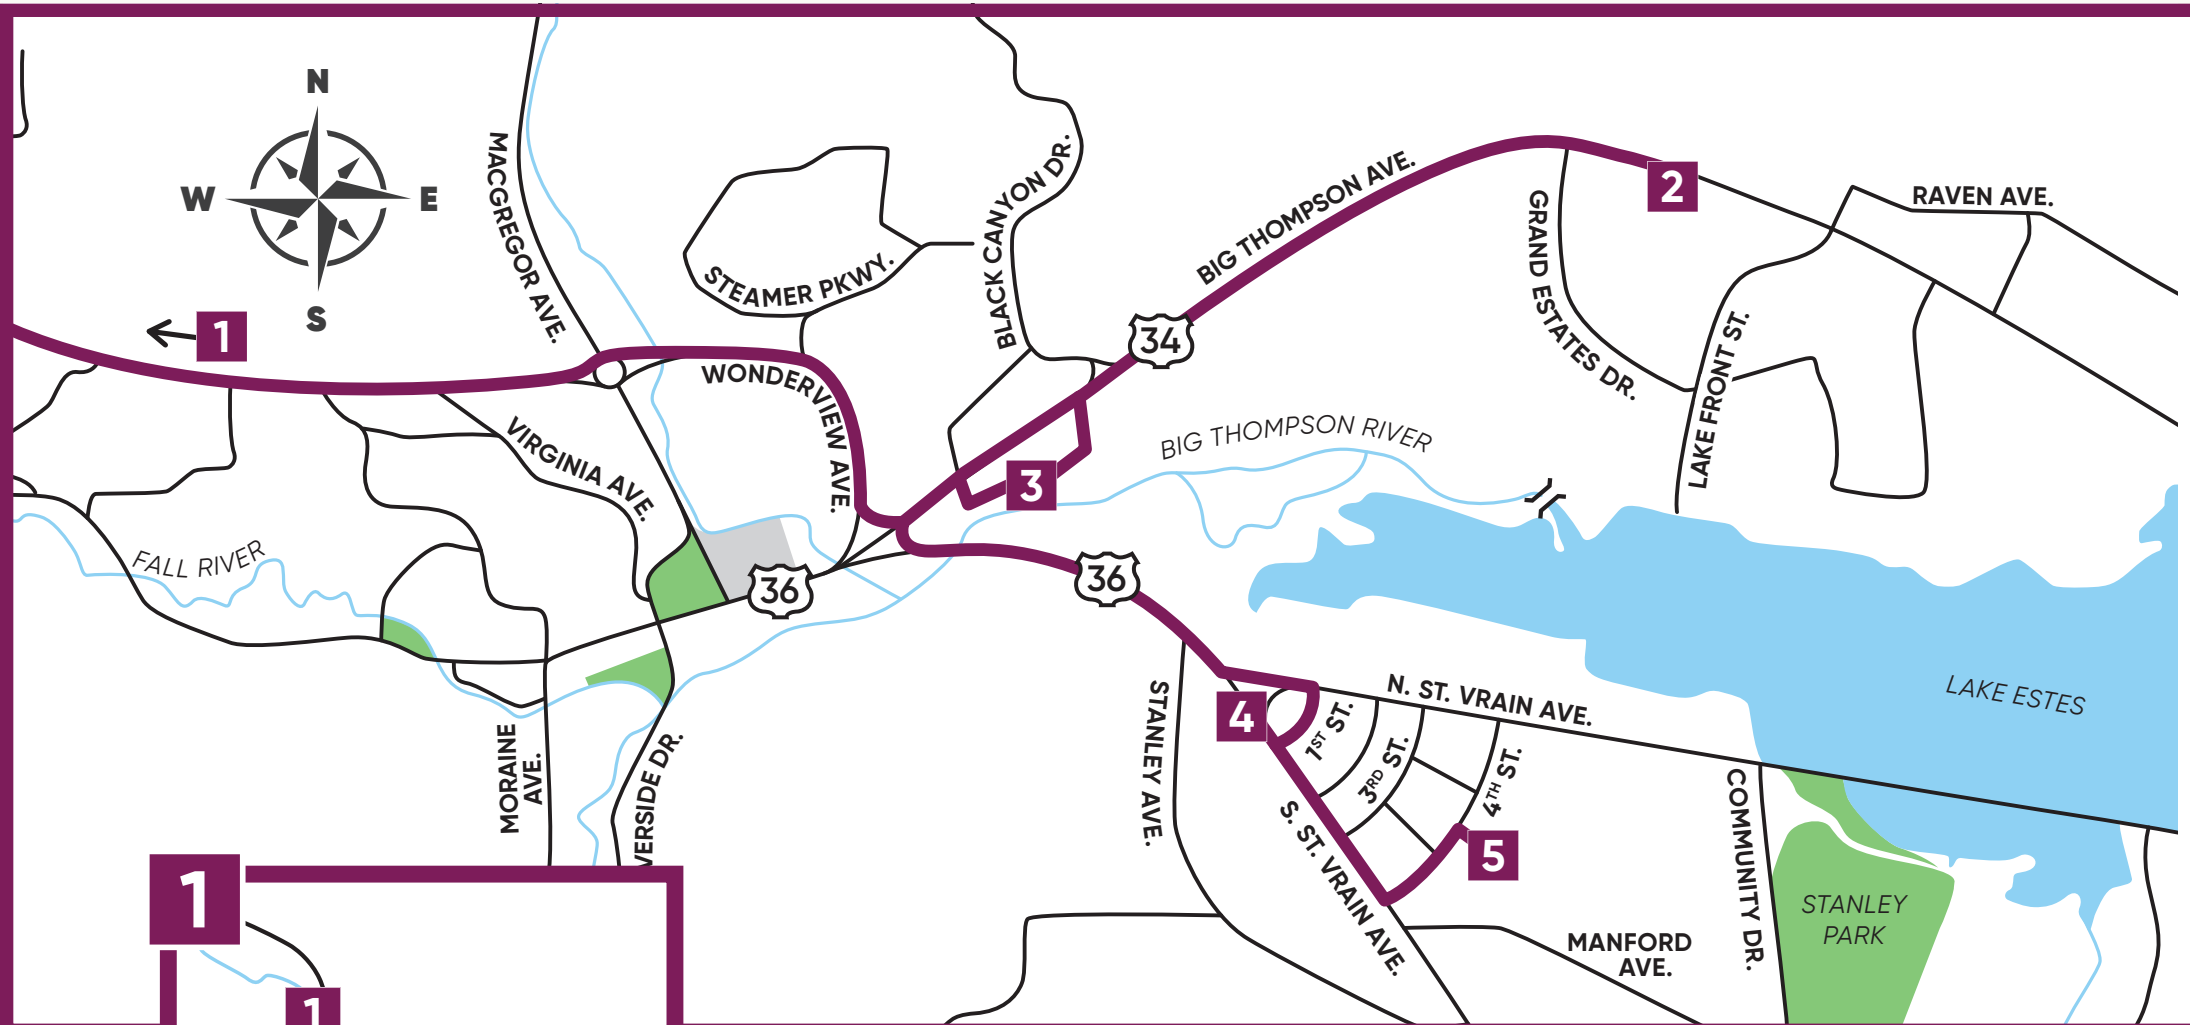 N
W
E
S
MACGREGOR AVE.
BLACK CANYON DR.
BIG THOMPSON AVE.
2
RAVEN AVE.
GRAND ESTATES DR.
STEAMER PKWY.
1
34
LAKE FRONT ST.
WONDERVIEW AVE.
VIRGINIA AVE.
BIG THOMPSON RIVER
3
FALL RIVER
36
36
LAKE ESTES
N. ST. VRAIN AVE.
4
1ST ST.
3RD ST.
4TH ST.
STANLEY AVE.
MORAINE
AVE.
VERSIDE DR.
S. ST. VRAIN AVE.
5
COMMUNITY DR.
STANLEY
PARK
MANFORD
AVE.
1
1